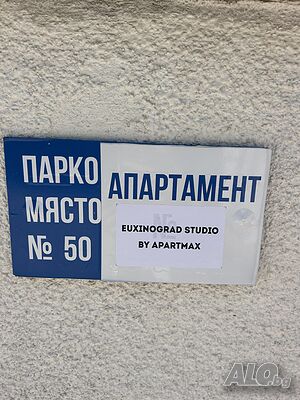 ПАРКО
МЯСТО
№ 50
АПАРТАМЕНТ
EUXINOGRAD STUDIO
BY APARTMAX
ALO.bg